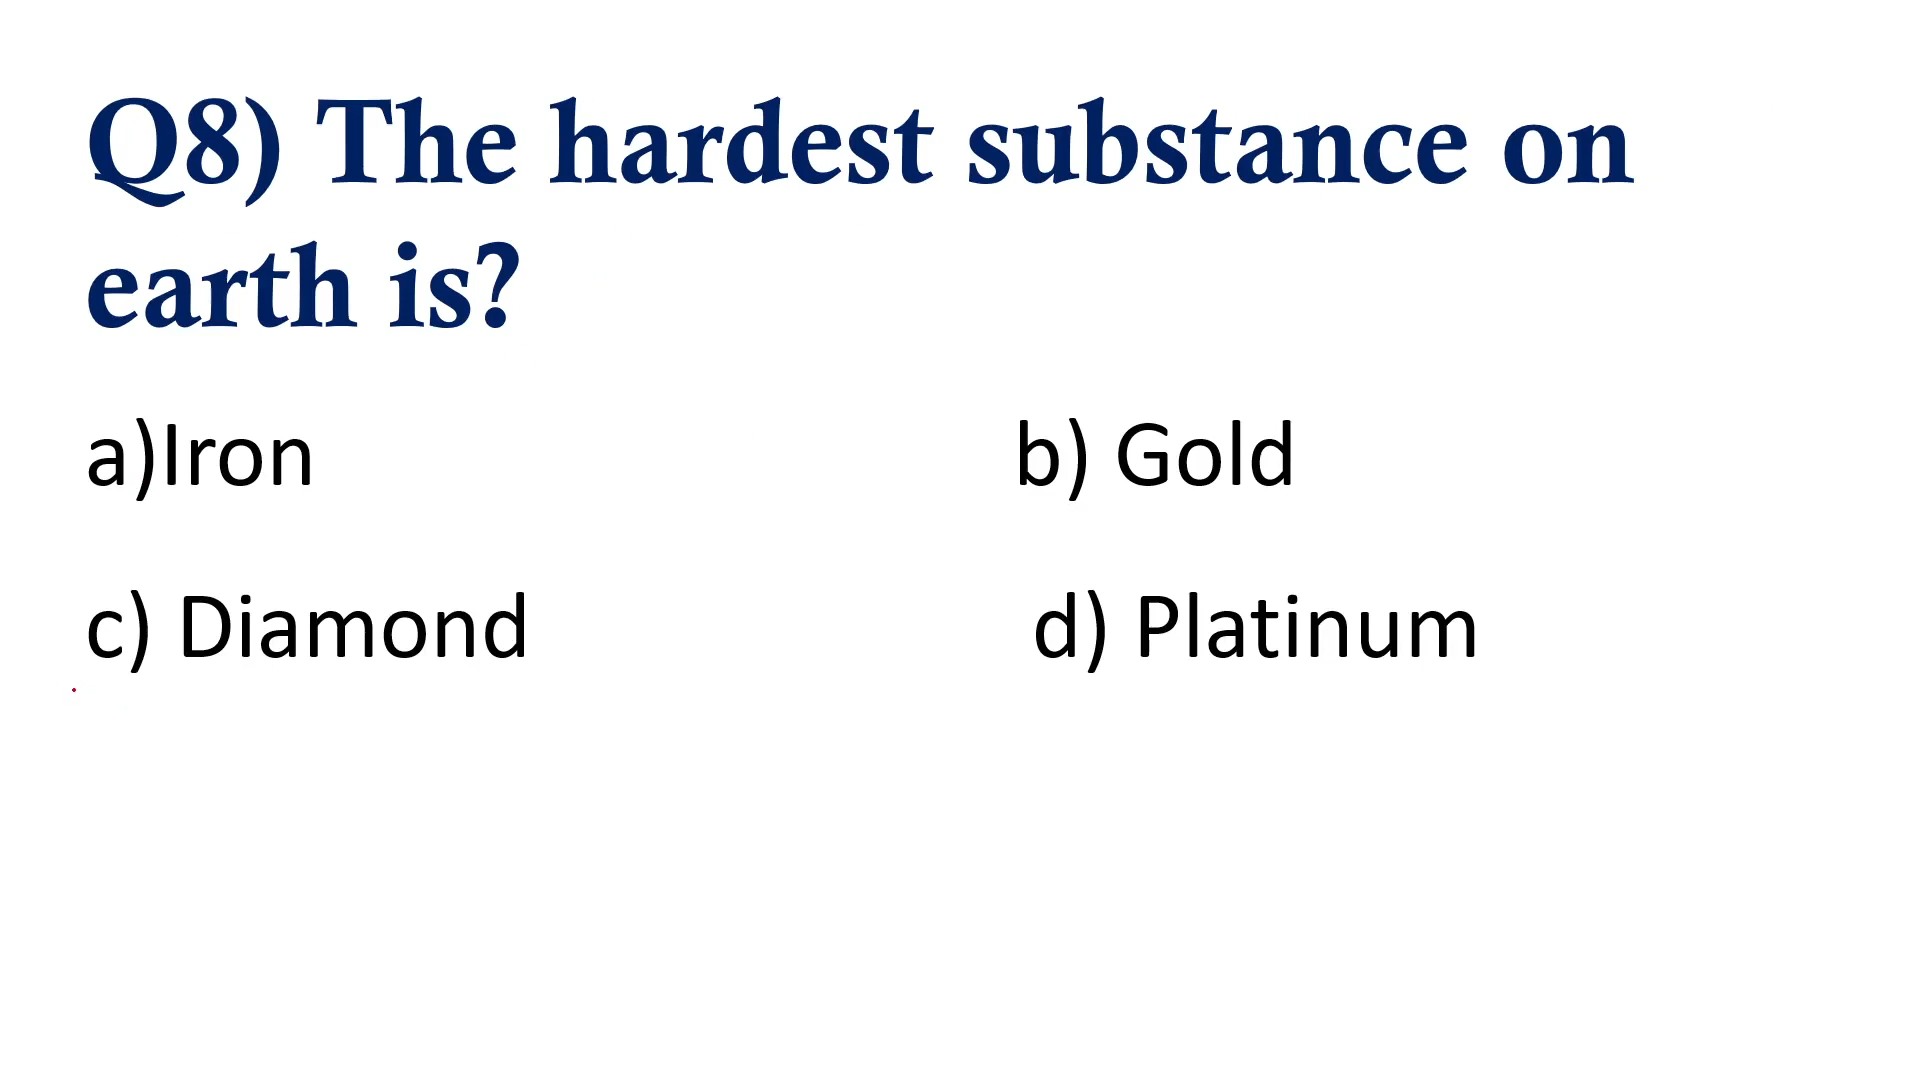 Q8) The hardest substance on
earth is?
a)Iron b) Gold
c) Diamond d) Platinum